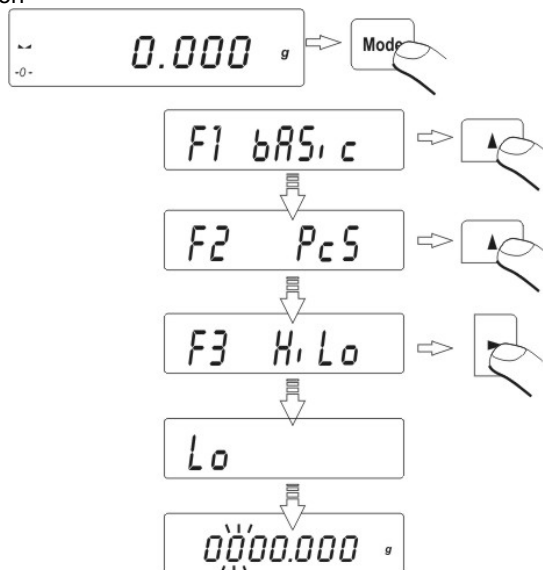 0.000 g Mode
-0-
F1 bASic
F2 PcS
F3 HiLo
Lo
0000.000 g